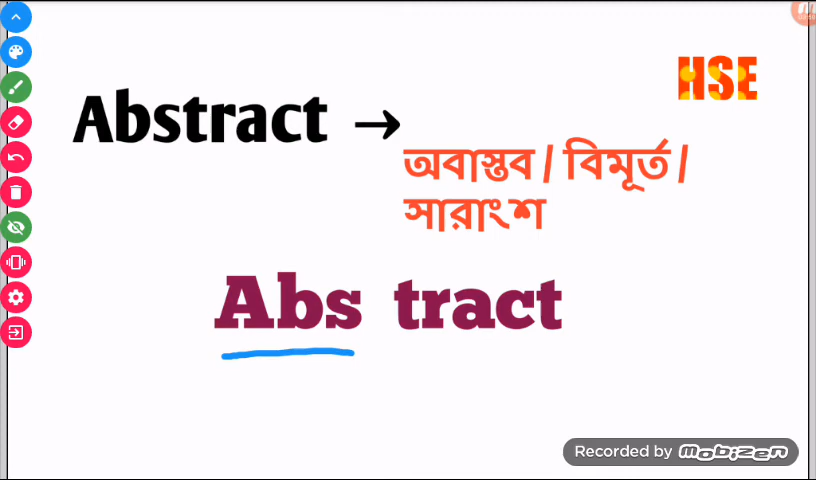 HSE
Abstract →
অবাস্তব / বিমূর্ত /
সারাংশ
Abs tract
Recorded by mobizen